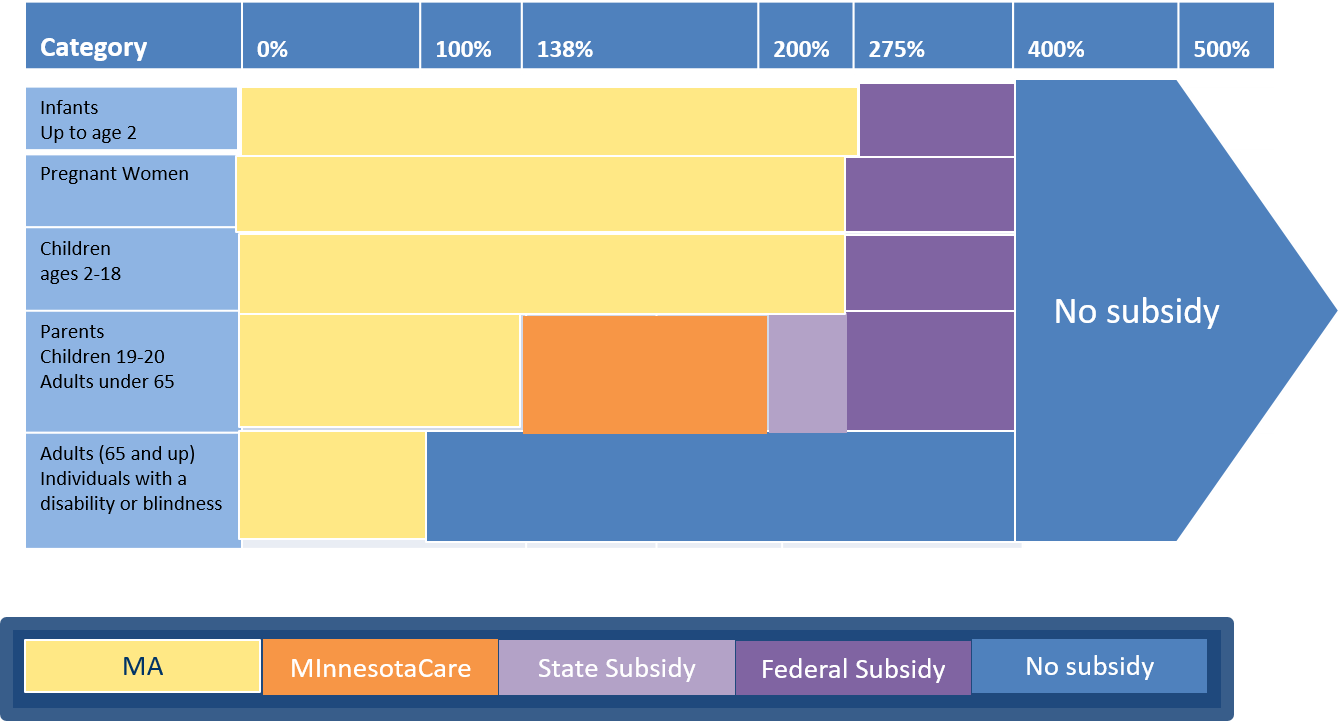 Category 0% 100% 138% 200% 275% 400% 500%
Infants
Up to age 2
Pregnant Women
Children
ages 2-18
Parents
Children 19-20
Adults under 65
No subsidy
Adults (65 and up)
Individuals with a
disability or blindness
MA MInnesotaCare State Subsidy Federal Subsidy No subsidy